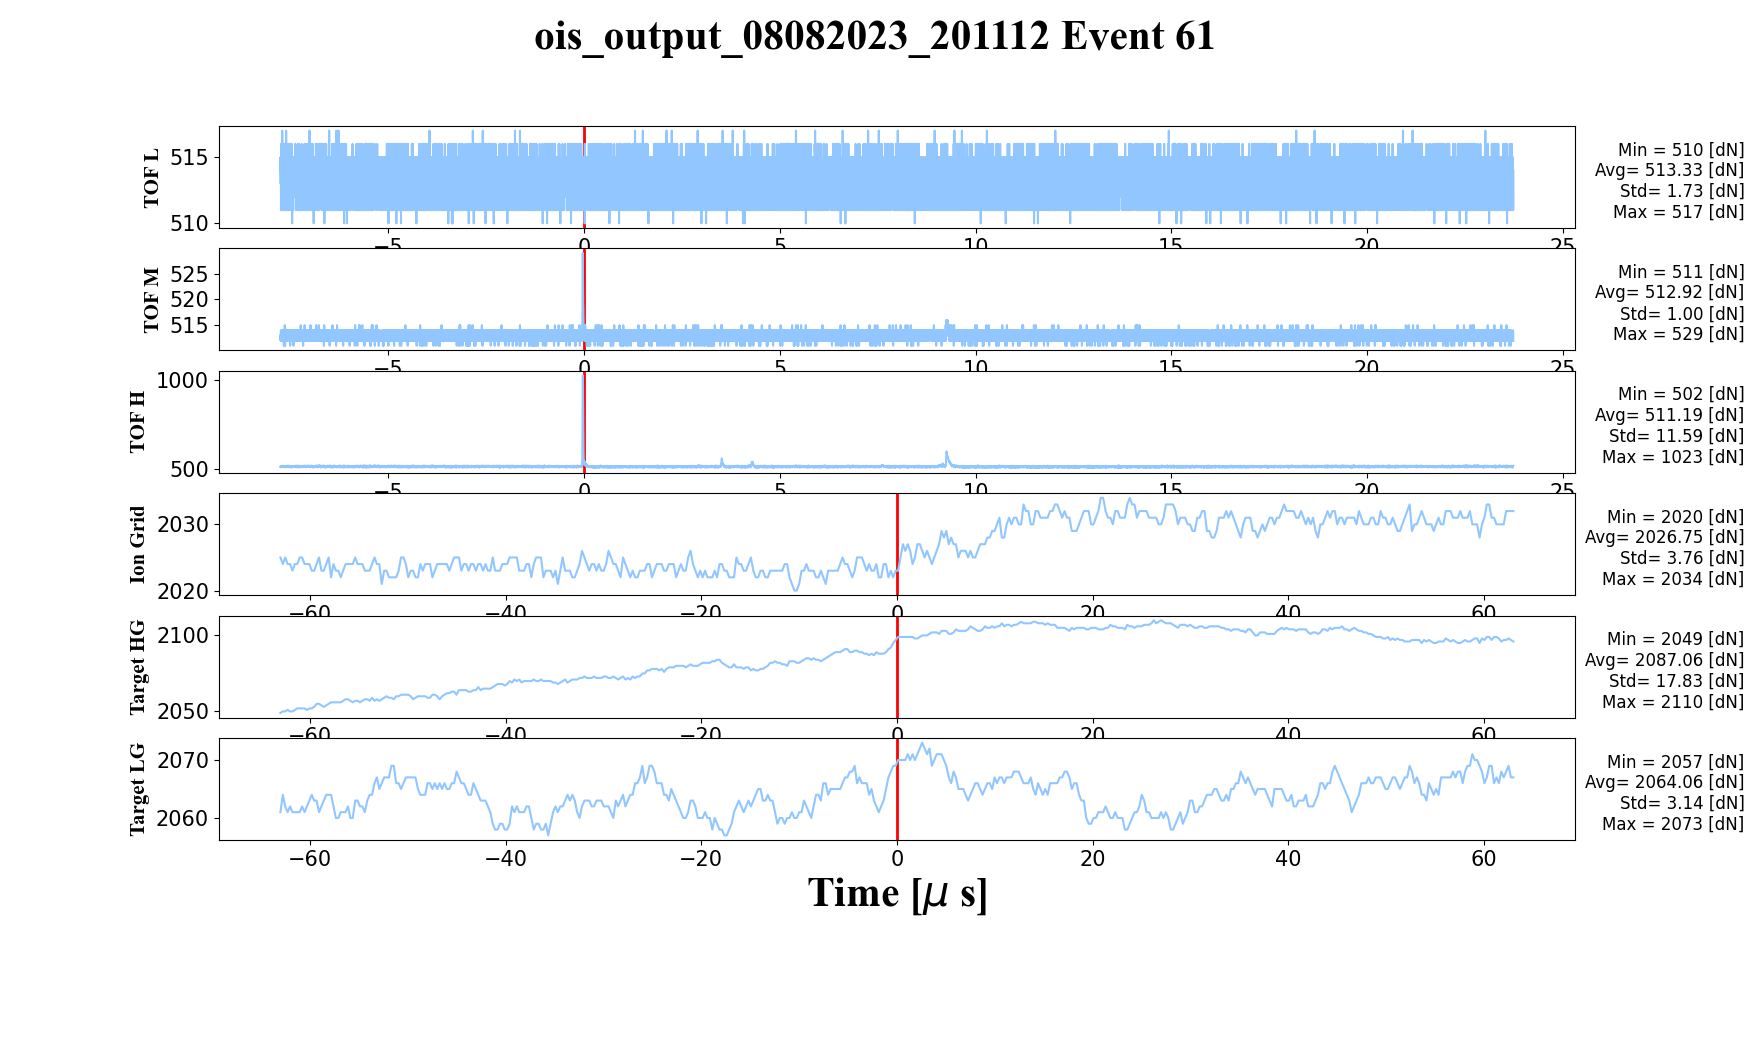 ois_output_08082023_201112 Event 61
TOF L
515
510
−5 0 5 10 15 20 25
Min = 510 [dN]
Avg= 513.33 [dN]
Std= 1.73 [dN]
Max = 517 [dN]
TOF M
525
520
515
−5 0 5 10 15 20 25
Min = 511 [dN]
Avg= 512.92 [dN]
Std= 1.00 [dN]
Max = 529 [dN]
TOF H
1000
500
−5 0 5 10 15 20 25
Min = 502 [dN]
Avg= 511.19 [dN]
Std= 11.59 [dN]
Max = 1023 [dN]
Ion Grid
2030
2020
−60 −40 −20 0 20 40 60
Min = 2020 [dN]
Avg= 2026.75 [dN]
Std= 3.76 [dN]
Max = 2034 [dN]
Target HG
2100
2050
−60 −40 −20 0 20 40 60
Min = 2049 [dN]
Avg= 2087.06 [dN]
Std= 17.83 [dN]
Max = 2110 [dN]
Target LG
2070
2060
−60 −40 −20 0 20 40 60
Min = 2057 [dN]
Avg= 2064.06 [dN]
Std= 3.14 [dN]
Max = 2073 [dN]
Time [μ s]